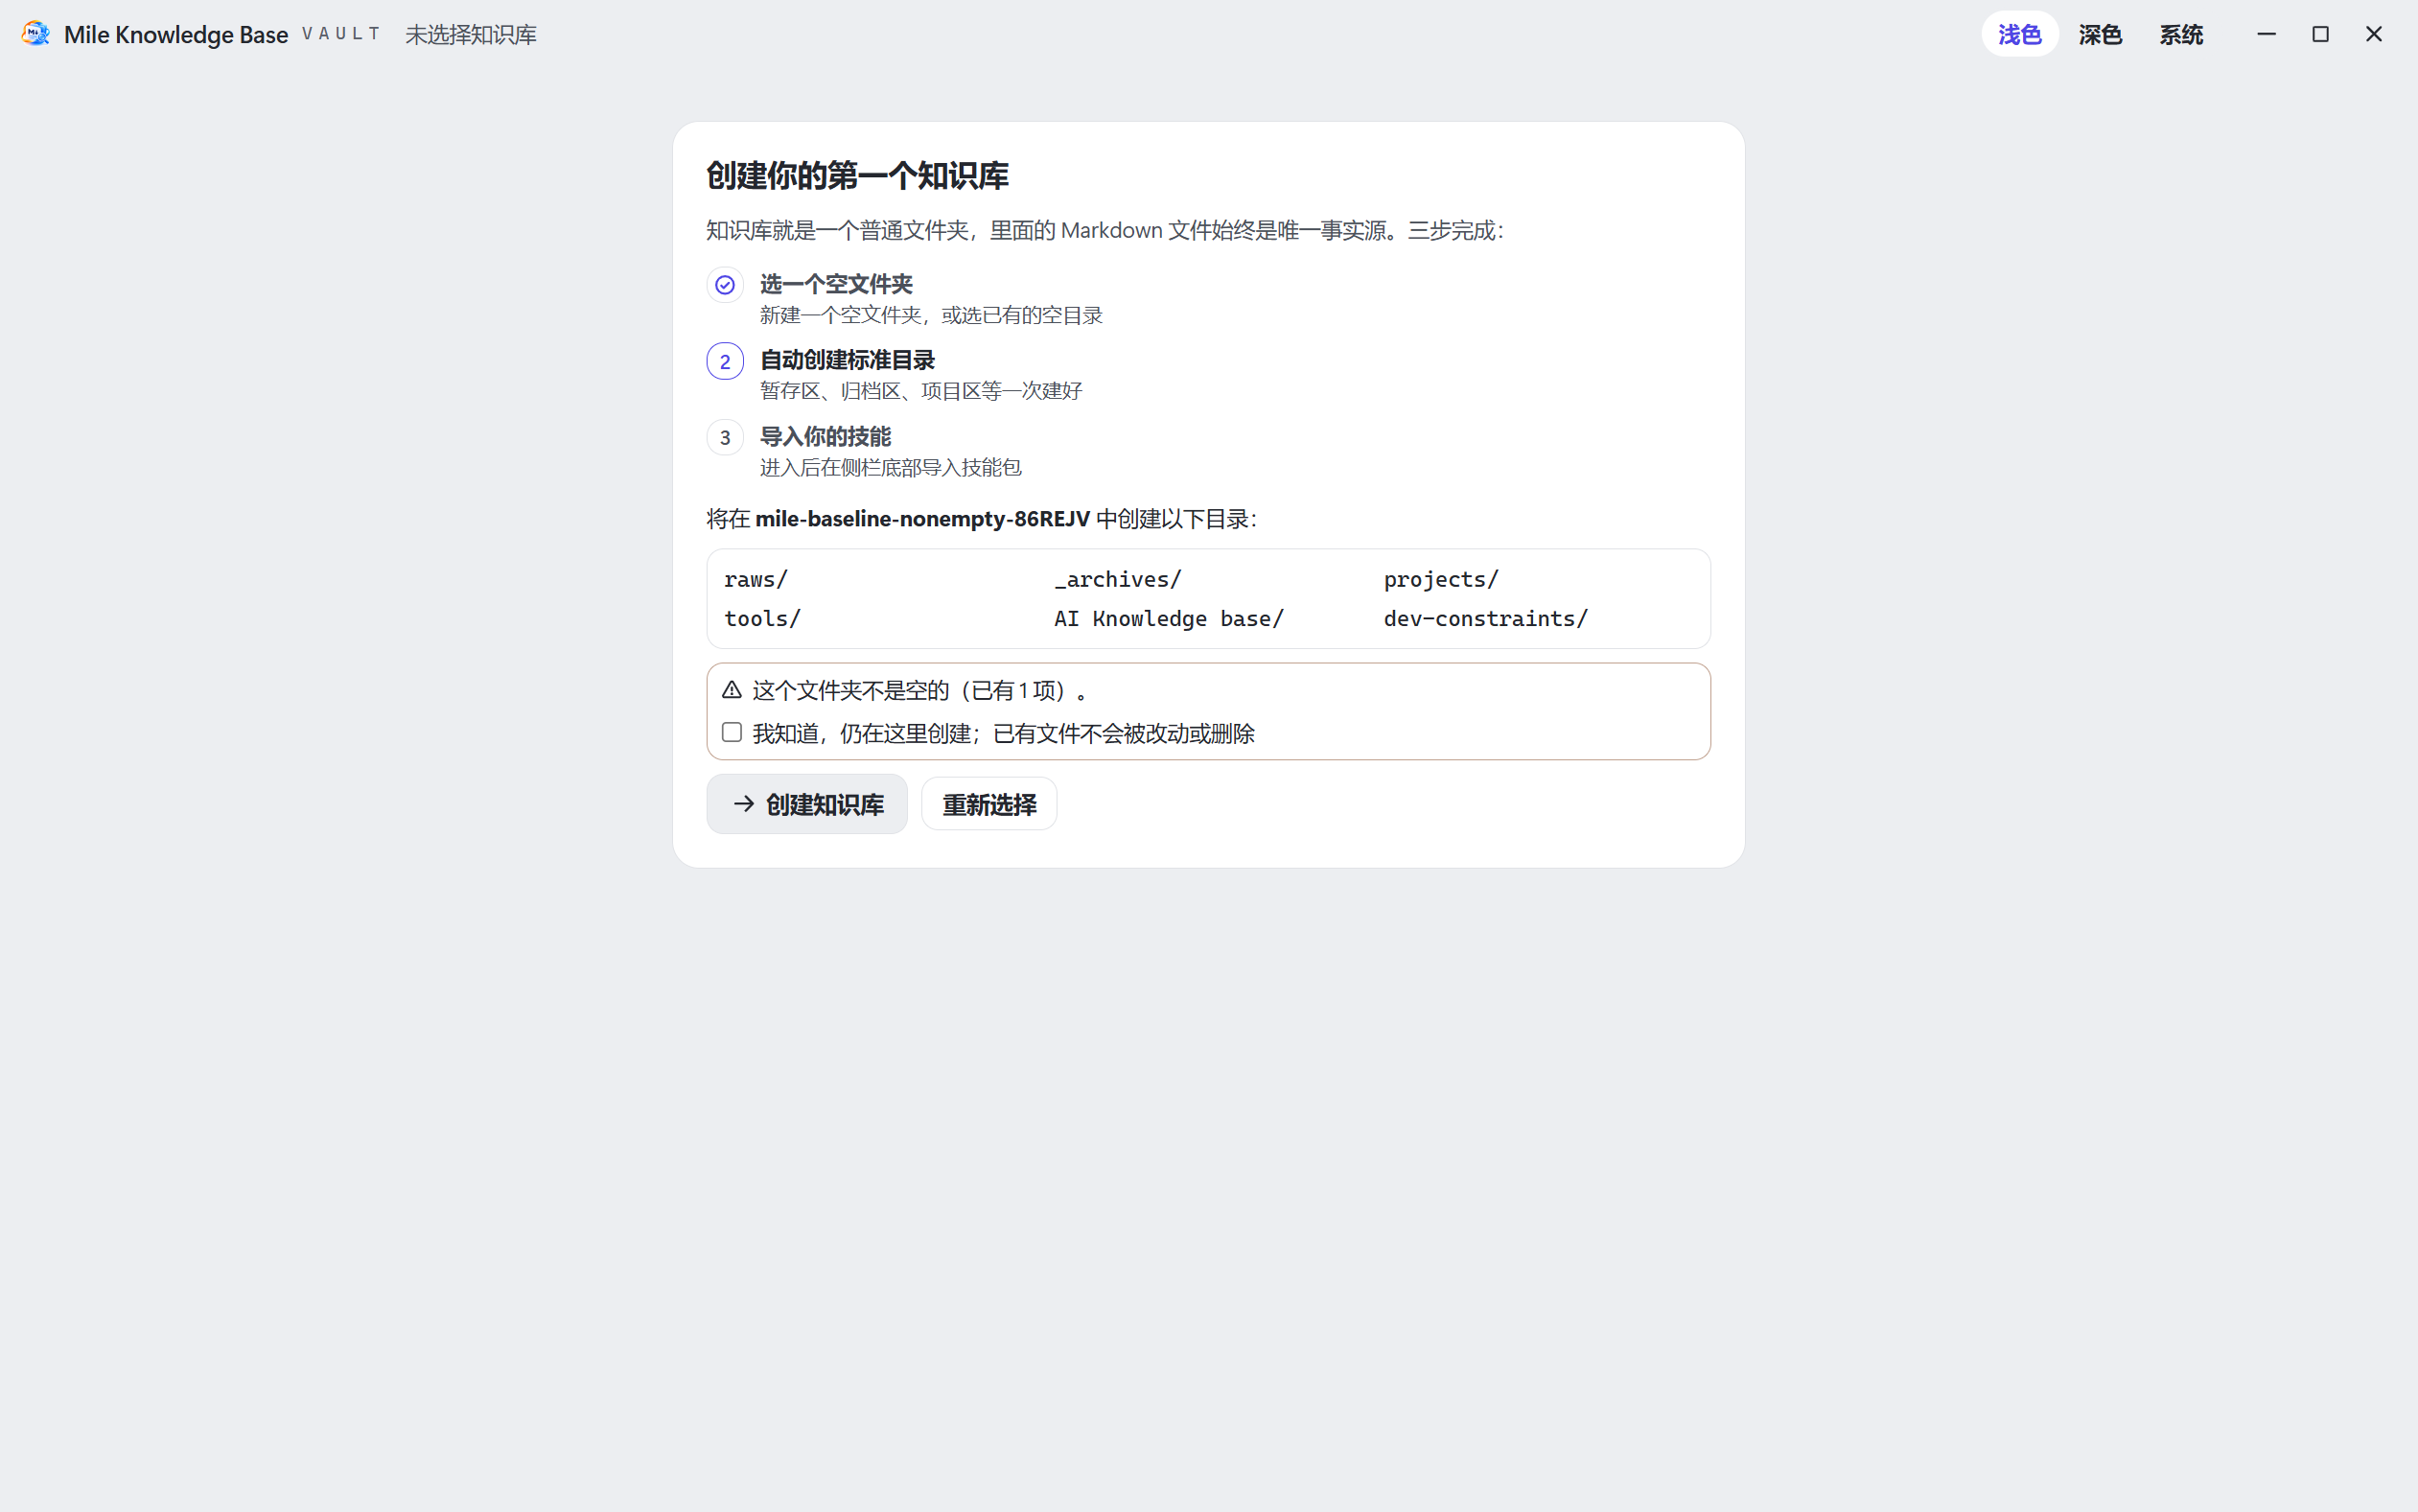 Mile Knowledge Base VAULT 未选择知识库 浅色 深色 系统
创建你的第一个知识库
知识库就是一个普通文件夹，里面的 Markdown 文件始终是唯一事实源。三步完成：
选一个空文件夹
新建一个空文件夹，或选已有的空目录
2 自动创建标准目录
暂存区、归档区、项目区等一次建好
3 导入你的技能
进入后在侧栏底部导入技能包
将在 mile-baseline-nonempty-86REJV 中创建以下目录：
raws/ _archives/ projects/
tools/ AI Knowledge base/ dev-constraints/
这个文件夹不是空的（已有 1 项）。
我知道，仍在这里创建；已有文件不会被改动或删除
创建知识库 重新选择